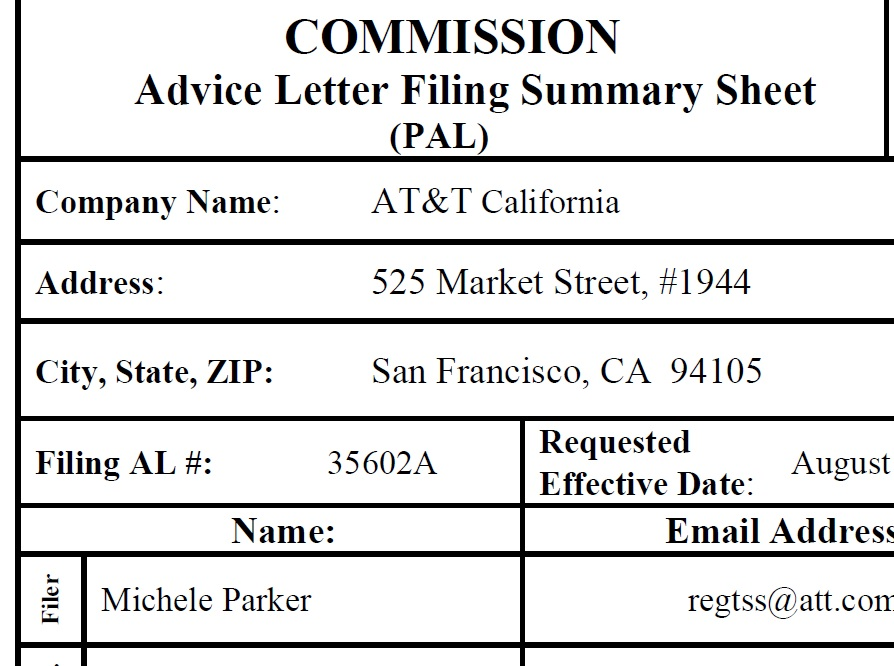 COMMISSION
Advice Letter Filing Summary Sheet
(PAL)
Company Name: AT&T California
Address: 525 Market Street, #1944
City, State, ZIP: San Francisco, CA 94105
Filing AL #: 35602A
Requested
Effective Date: August
Name: Email Address
Filer Michele Parker regtss@att.com